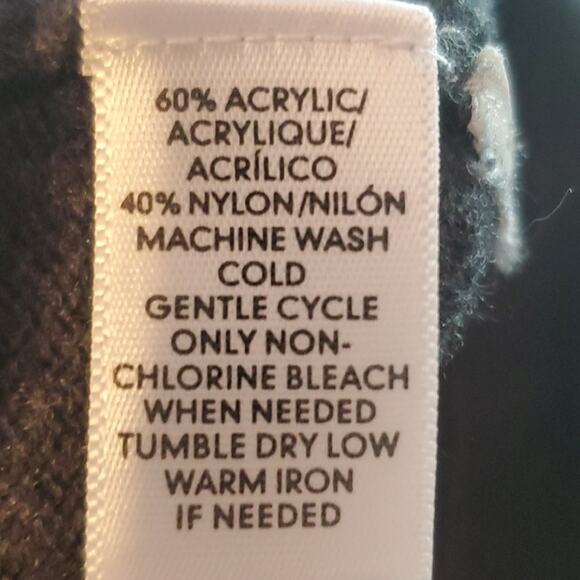 60% ACRYLIC/
ACRYLIQUE/
ACRÍLICO
40% NYLON/NILÓN
MACHINE WASH
COLD
GENTLE CYCLE
ONLY NON-
CHLORINE BLEACH
WHEN NEEDED
TUMBLE DRY LOW
WARM IRON
IF NEEDED